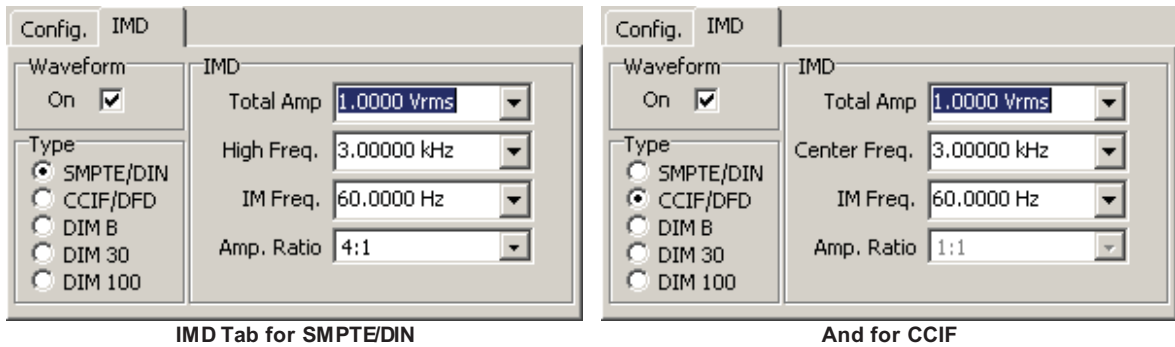 Config. IMD
Waveform
On
Type
SMPTE/DIN
CCIF/DFD
DIM B
DIM 30
DIM 100
IMD
Total Amp 1.0000 Vrms
High Freq. 3.00000 kHz
IM Freq. 60.0000 Hz
Amp. Ratio 4:1
IMD Tab for SMPTE/DIN
Config. IMD
Waveform
On
Type
SMPTE/DIN
CCIF/DFD
DIM B
DIM 30
DIM 100
IMD
Total Amp 1.0000 Vrms
Center Freq. 3.00000 kHz
IM Freq. 60.0000 Hz
Amp. Ratio 1:1
And for CCIF